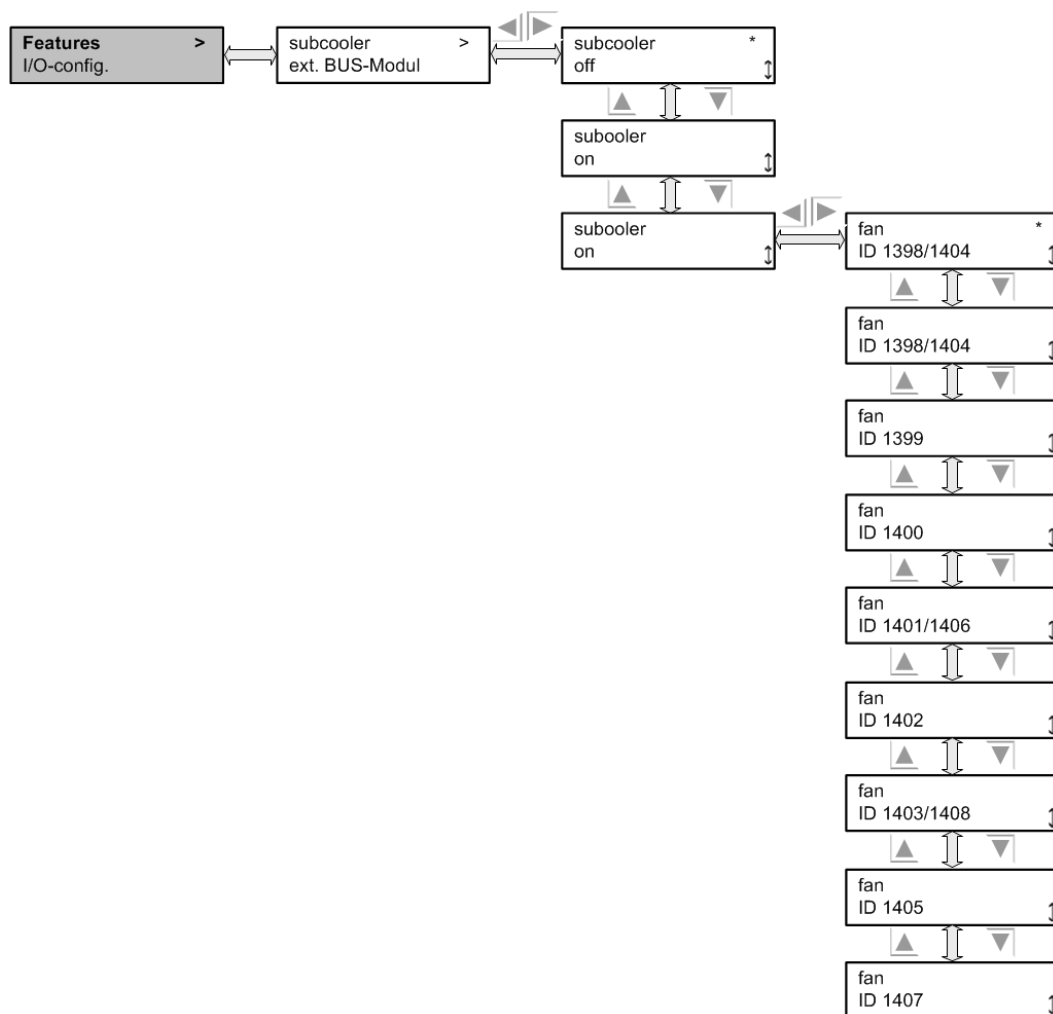 Features >
I/O-config.
subcooler >
ext. BUS-Modul
subcooler *
off
subooler
on
subooler
on
fan *
ID 1398/1404
fan
ID 1398/1404
fan
ID 1399
fan
ID 1400
fan
ID 1401/1406
fan
ID 1402
fan
ID 1403/1408
fan
ID 1405
fan
ID 1407